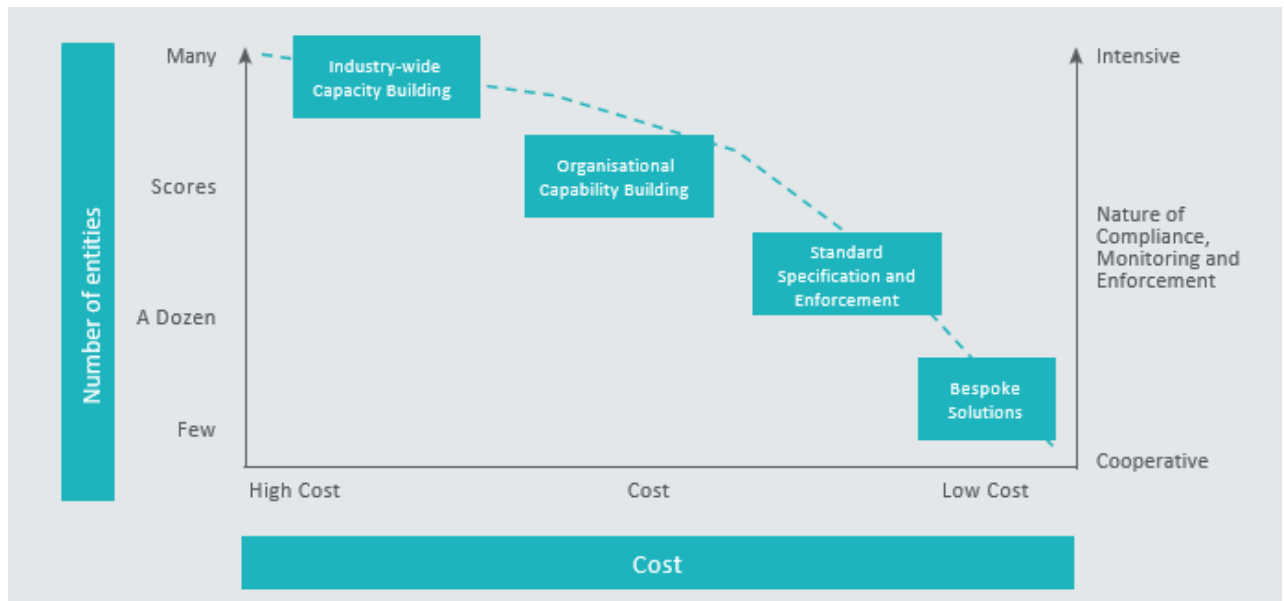 Number of entities
Many
Scores
A Dozen
Few
Industry-wide
Capacity Building
Organisational
Capability Building
Standard
Specification and
Enforcement
Bespoke
Solutions
Intensive
Nature of
Compliance,
Monitoring and
Enforcement
Cooperative
High Cost
Cost
Low Cost
Cost